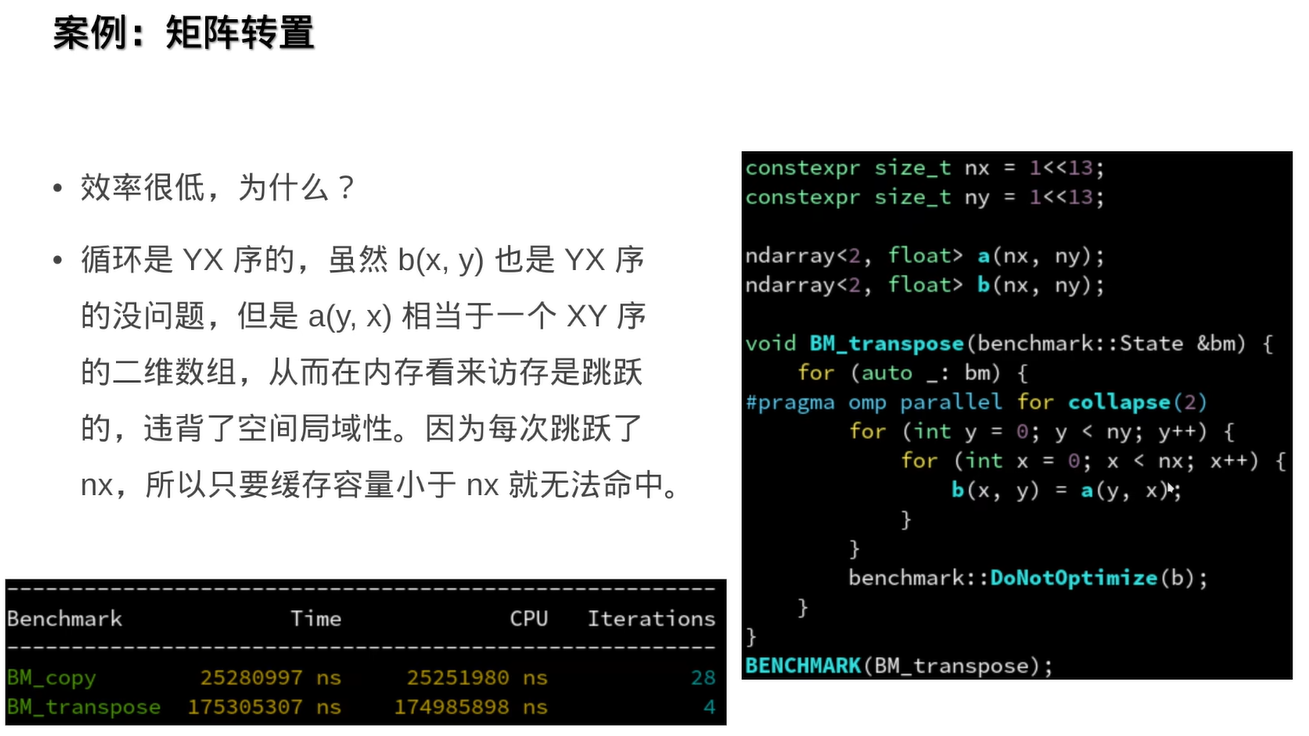 案例：矩阵转置
• 效率很低，为什么？
• 循环是 YX 序的，虽然 b(x, y) 也是 YX 序
的没问题，但是 a(y, x) 相当于一个 XY 序
的二维数组，从而在内存看来访存是跳跃
的，违背了空间局域性。因为每次跳跃了
nx，所以只要缓存容量小于 nx 就无法命中。
constexpr size_t nx = 1<<13;
constexpr size_t ny = 1<<13;
ndarray<2, float> a(nx, ny);
ndarray<2, float> b(nx, ny);
void BM_transpose(benchmark::State &bm) {
    for (auto _: bm) {
#pragma omp parallel for collapse(2)
        for (int y = 0; y < ny; y++) {
            for (int x = 0; x < nx; x++) {
                b(x, y) = a(y, x);
            }
        }
        benchmark::DoNotOptimize(b);
    }
}
BENCHMARK(BM_transpose);
-------------------------------------------------------
Benchmark             Time             CPU   Iterations
-------------------------------------------------------
BM_copy        25280997 ns     25251980 ns           28
BM_transpose  175305307 ns    174985898 ns            4